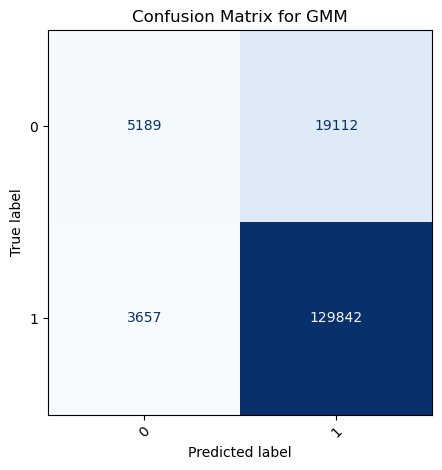 Confusion Matrix for GMM
True label
0
5189
19112
1
3657
129842
0
1
Predicted label